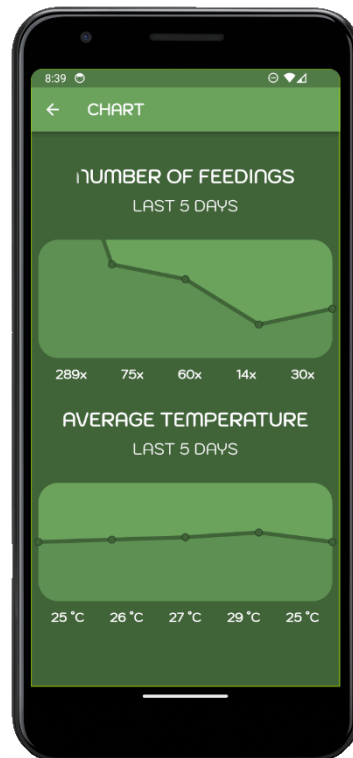 8:39
CHART
NUMBER OF FEEDINGS
LAST 5 DAYS
289x 75x 60x 14x 30x
AVERAGE TEMPERATURE
LAST 5 DAYS
25 °C 26 °C 27 °C 29 °C 25 °C